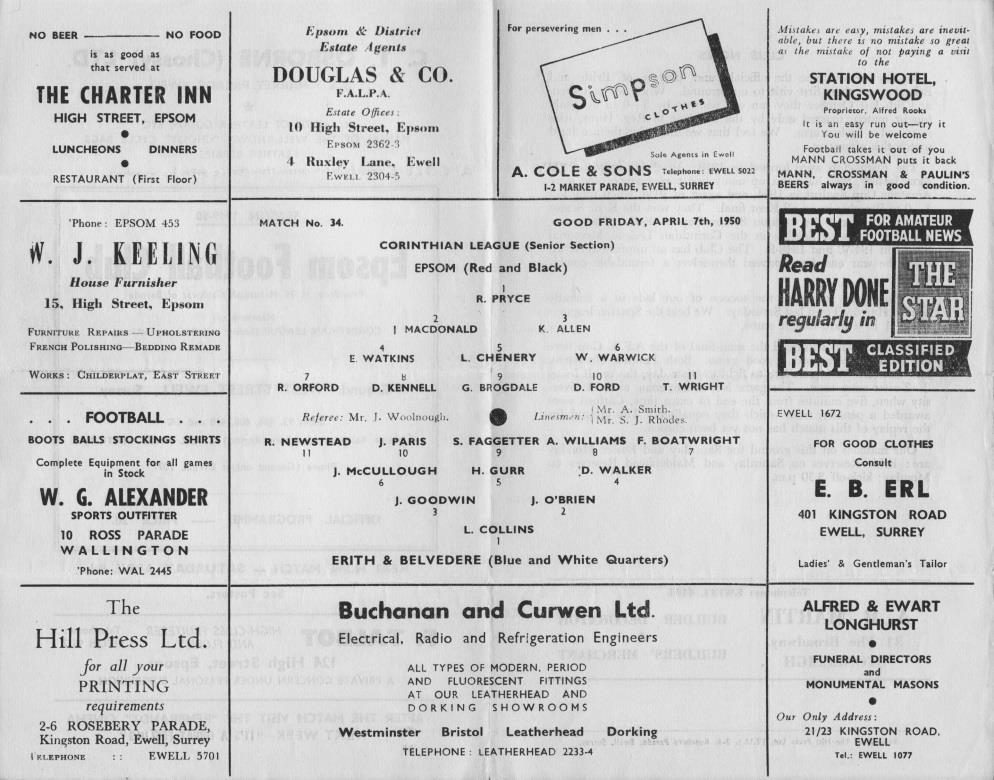 NO BEER ——— NO FOOD
is as good as
that served at
THE CHARTER INN
HIGH STREET, EPSOM
●
LUNCHEONS DINNERS
●
RESTAURANT (First Floor)
Epsom & District
Estate Agents
DOUGLAS & CO.
F.A.L.P.A.
Estate Offices:
10 High Street, Epsom
EPSOM 2362-3
4 Ruxley Lane, Ewell
EWELL 2304-5
For persevering men . . .
Simpson
CLOTHES
Sole Agents in Ewell
A. COLE & SONS Telephone: EWELL 5022
1-2 MARKET PARADE, EWELL, SURREY
Mistakes are easy, mistakes are inevit-
able, but there is no mistake so great
as the mistake of not paying a visit
to the
STATION HOTEL,
KINGSWOOD
Proprietor, Alfred Rooks
It is an easy run out—try it
You will be welcome
Football takes it out of you
MANN CROSSMAN puts it back
MANN, CROSSMAN & PAULIN'S
BEERS always in good condition.
'Phone: EPSOM 453
W. J. KEELING
House Furnisher
15, High Street, Epsom
FURNITURE REPAIRS — UPHOLSTERING
FRENCH POLISHING—BEDDING REMADE
WORKS: CHILDERPLAT, EAST STREET
. . . FOOTBALL . . .
BOOTS BALLS STOCKINGS SHIRTS
Complete Equipment for all games
in Stock
W. G. ALEXANDER
SPORTS OUTFITTER
10 ROSS PARADE
WALLINGTON
'Phone: WAL 2445
The
Hill Press Ltd.
for all your
PRINTING
requirements
2-6 ROSEBERY PARADE,
Kingston Road, Ewell, Surrey
TELEPHONE :: EWELL 5701
MATCH No. 34. GOOD FRIDAY, APRIL 7th, 1950
CORINTHIAN LEAGUE (Senior Section)
EPSOM (Red and Black)
1
R. PRYCE
2 3
J MACDONALD K. ALLEN
4 5 6
E. WATKINS L. CHENERY W. WARWICK
7 8 9 10 11
R. ORFORD D. KENNELL G. BROGDALE D. FORD T. WRIGHT
Referee: Mr. J. Woolnough. ● Linesmen: { Mr. A. Smith.
{ Mr. S. J. Rhodes.
R. NEWSTEAD J. PARIS S. FAGGETTER A. WILLIAMS F. BOATWRIGHT
11 10 9 8 7
J. McCULLOUGH H. GURR D. WALKER
6 5 4
J. GOODWIN J. O'BRIEN
3 2
L. COLLINS
1
ERITH & BELVEDERE (Blue and White Quarters)
Buchanan and Curwen Ltd.
Electrical, Radio and Refrigeration Engineers
ALL TYPES OF MODERN, PERIOD
AND FLUORESCENT FITTINGS
AT OUR LEATHERHEAD AND
DORKING SHOWROOMS
Westminster Bristol Leatherhead Dorking
TELEPHONE: LEATHERHEAD 2233-4
BEST FOR AMATEUR
FOOTBALL NEWS
Read
HARRY DONE
regularly in
THE
STAR
BEST CLASSIFIED
EDITION
EWELL 1672
FOR GOOD CLOTHES
Consult
E. B. ERL
401 KINGSTON ROAD
EWELL, SURREY
Ladies' & Gentleman's Tailor
ALFRED & EWART
LONGHURST
●
FUNERAL DIRECTORS
and
MONUMENTAL MASONS
●
Our Only Address:
21/23 KINGSTON ROAD,
EWELL
Tel.: EWELL 1077